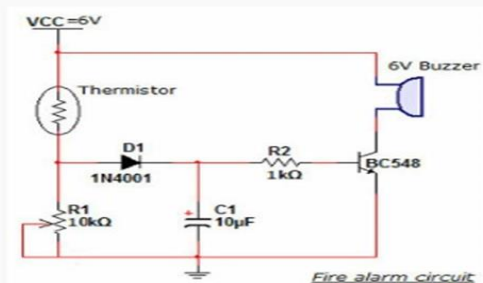 VCC=6V
6V Buzzer
Thermistor
D1
1N4001
R2
1kΩ
BC548
R1
10kΩ
C1
+
10µF
Fire alarm circuit